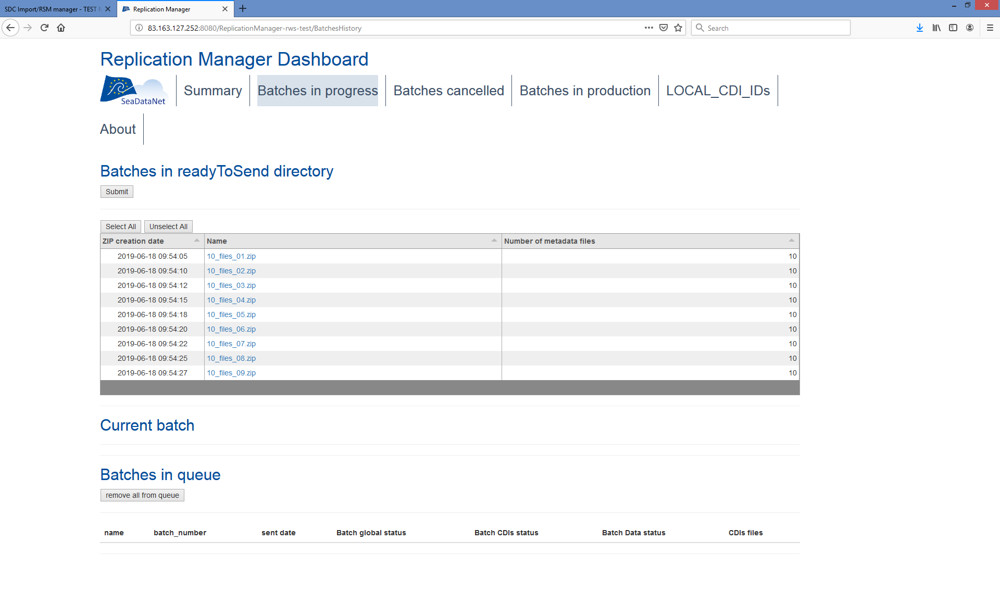 SDC Import/RSM manager - TEST
Replication Manager
83.163.127.252:8080/ReplicationManager-rws-test/BatchesHistory
Search
Replication Manager Dashboard
SeaDataNet
Summary
Batches in progress
Batches cancelled
Batches in production
LOCAL_CDI_IDs
About
Batches in readyToSend directory
Submit
Select All Unselect All
ZIP creation date Name Number of metadata files
2019-06-18 09:54:05 10_files_01.zip 10
2019-06-18 09:54:10 10_files_02.zip 10
2019-06-18 09:54:12 10_files_03.zip 10
2019-06-18 09:54:15 10_files_04.zip 10
2019-06-18 09:54:18 10_files_05.zip 10
2019-06-18 09:54:20 10_files_06.zip 10
2019-06-18 09:54:22 10_files_07.zip 10
2019-06-18 09:54:25 10_files_08.zip 10
2019-06-18 09:54:27 10_files_09.zip 10
Current batch
Batches in queue
remove all from queue
name batch_number sent date Batch global status Batch CDIs status Batch Data status CDIs files